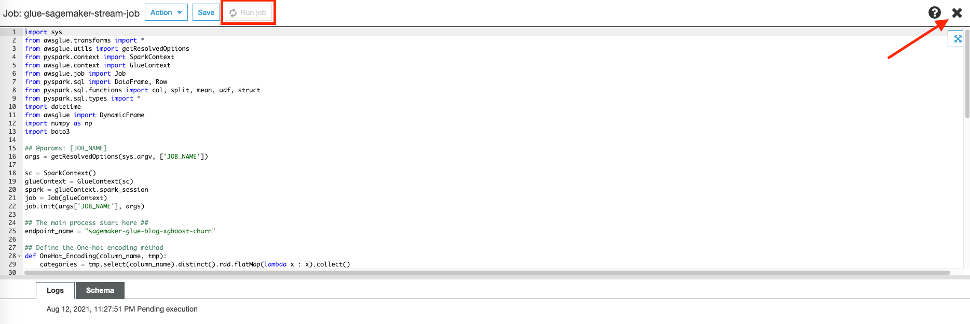 Job: glue-sagemaker-stream-job Action Save Run job
1 import sys
2 from awsglue.transforms import *
3 from awsglue.utils import getResolvedOptions
4 from pyspark.context import SparkContext
5 from awsglue.context import GlueContext
6 from awsglue.job import Job
7 from pyspark.sql import DataFrame, Row
8 from pyspark.sql.functions import col, split, mean, udf, struct
9 from pyspark.sql.types import *
10 import datetime
11 from awsglue import DynamicFrame
12 import numpy as np
13 import boto3
14
15 ## @params: [JOB_NAME]
16 args = getResolvedOptions(sys.argv, ['JOB_NAME'])
17
18 sc = SparkContext()
19 glueContext = GlueContext(sc)
20 spark = glueContext.spark_session
21 job = Job(glueContext)
22 job.init(args['JOB_NAME'], args)
23
24 ## The main process start here ##
25 endpoint_name = "sagemaker-glue-blog-xgboost-churn"
26
27 ## Define the One-hot encoding method
28 def OneHot_Encoding(column_name, tmp):
29 categories = tmp.select(column_name).distinct().rdd.flatMap(lambda x : x).collect()
30
Logs Schema
Aug 12, 2021, 11:27:51 PM Pending execution